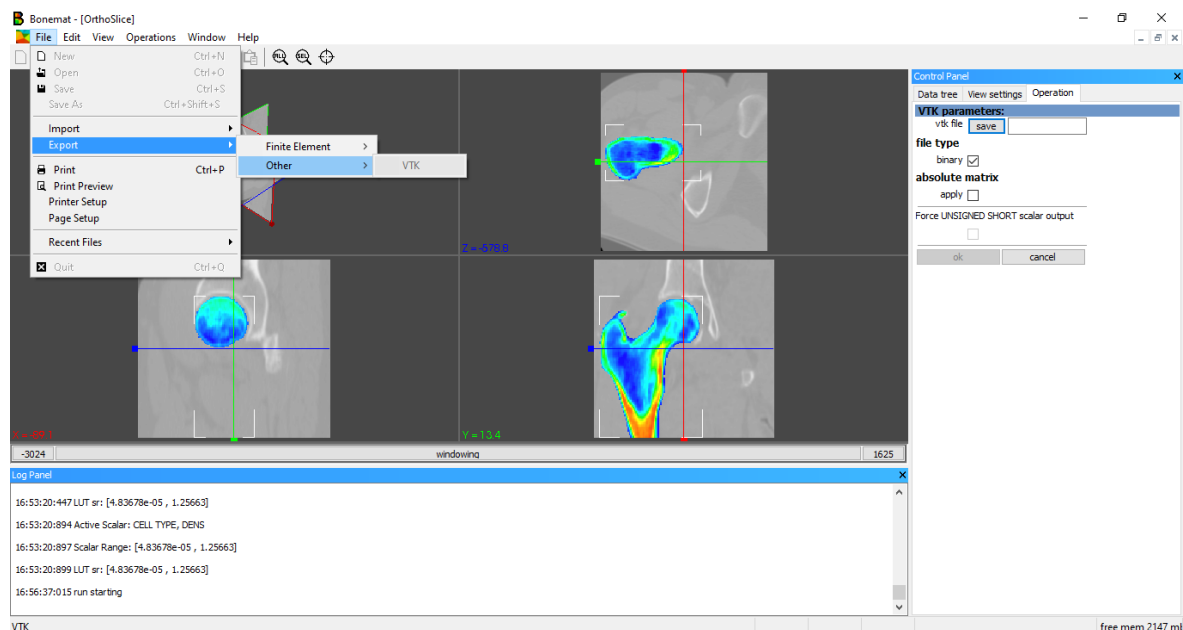 Bonemat - [OrthoSlice]
File Edit View Operations Window Help
New Ctrl+N
Open Ctrl+O
Save Ctrl+S
Save As Ctrl+Shift+S
Import
Export
Finite Element
Other
VTK
Print Ctrl+P
Print Preview
Printer Setup
Page Setup
Recent Files
Quit Ctrl+Q
ALL SEL
Z = -578.8
Y = 13.4
-3024 windowing 1625
Control Panel
Data tree View settings Operation
VTK parameters:
vtk file save
file type
binary
absolute matrix
apply
Force UNSIGNED SHORT scalar output
ok cancel
Log Panel
16:53:20:447 LUT sr: [4.83678e-05 , 1.25663]
16:53:20:894 Active Scalar: CELL TYPE, DENS
16:53:20:897 Scalar Range: [4.83678e-05 , 1.25663]
16:53:20:899 LUT sr: [4.83678e-05 , 1.25663]
16:56:37:015 run starting
VTK
free mem 2147 mb